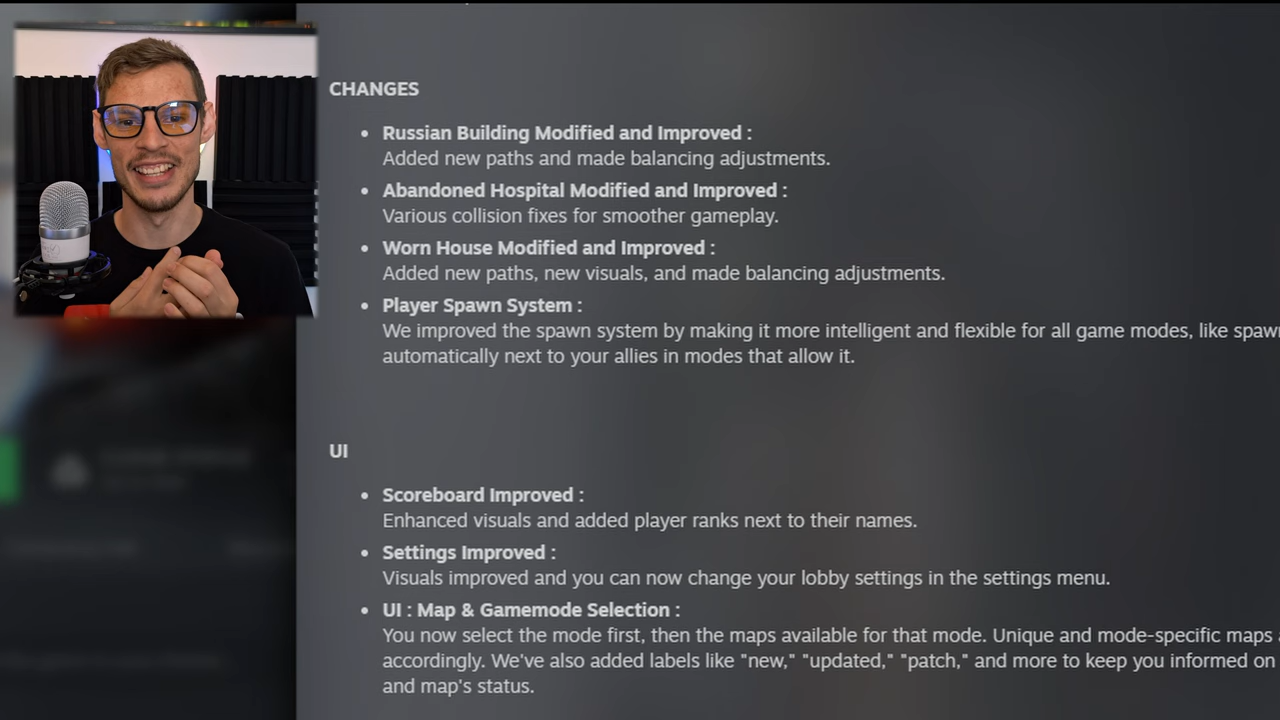 CHANGES
• Russian Building Modified and Improved :
Added new paths and made balancing adjustments.
• Abandoned Hospital Modified and Improved :
Various collision fixes for smoother gameplay.
• Worn House Modified and Improved :
Added new paths, new visuals, and made balancing adjustments.
• Player Spawn System :
We improved the spawn system by making it more intelligent and flexible for all game modes, like
automatically next to your allies in modes that allow it.
UI
• Scoreboard Improved :
Enhanced visuals and added player ranks next to their names.
• Settings Improved :
Visuals improved and you can now change your lobby settings in the settings menu.
• UI : Map & Gamemode Selection :
You now select the mode first, then the maps available for that mode. Unique and mode-specific maps
accordingly. We've also added labels like "new," "updated," "patch," and more to keep you informed on
and map's status.